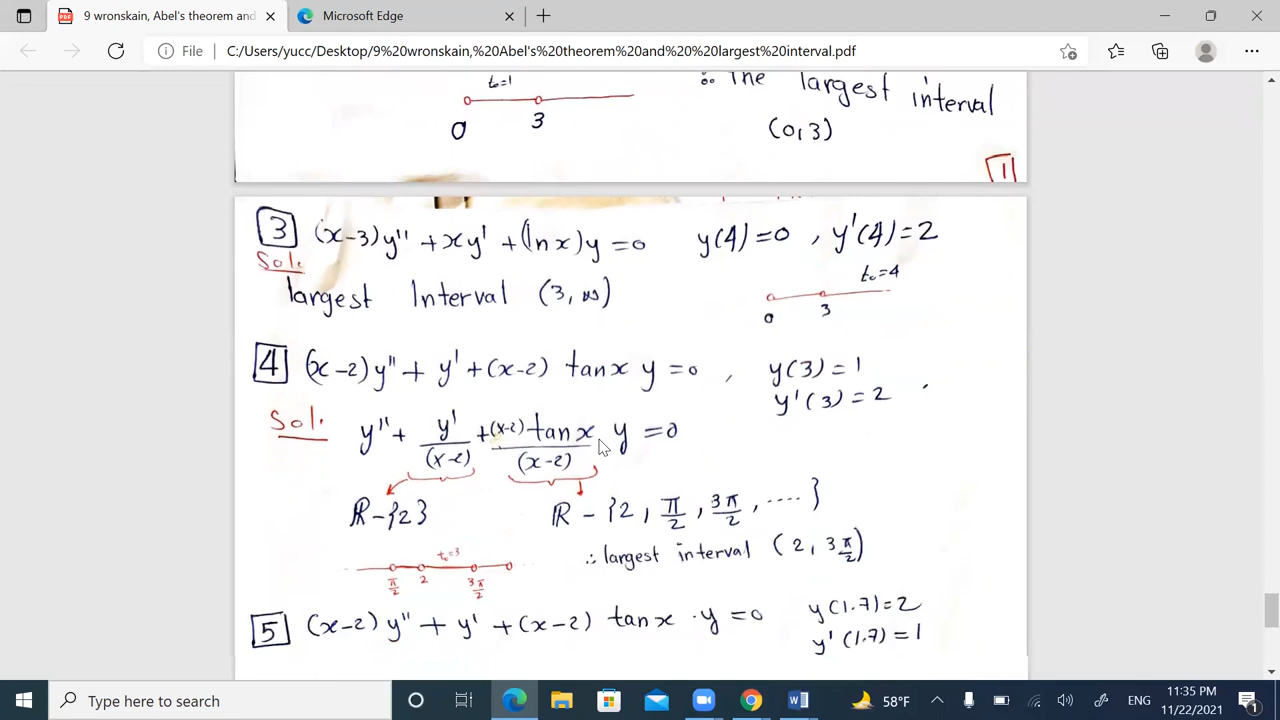 9 wronskain, Abel's theorem and
Microsoft Edge
File
C:/Users/yucc/Desktop/9%20wronskain,%20Abel's%20theorem%20and%20%20largest%20interval.pdf
t₀=1
0 3
∴ The largest interval
(0,3)
1
3 (x-3)y'' + xy' + (ln x)y = 0 y(4)=0 , y'(4)=2
Sol:
largest Interval (3, ∞)
t₀=4
0 3
4 (x-2)y'' + y' + (x-2) tanx y = 0 , y(3)=1
y'(3)=2
Sol: y'' + y'/(x-2) + (x-2)tanx/(x-2) y = 0
R-{2} R - {2, π/2, 3π/2, ....}
∴ largest interval (2, 3π/2)
t₀=3
π/2 2 3π/2
5 (x-2) y'' + y' + (x-2) tanx · y = 0 y(1.7)=2
y'(1.7)=1
Type here to search
58°F
ENG
11:35 PM
11/22/2021
1